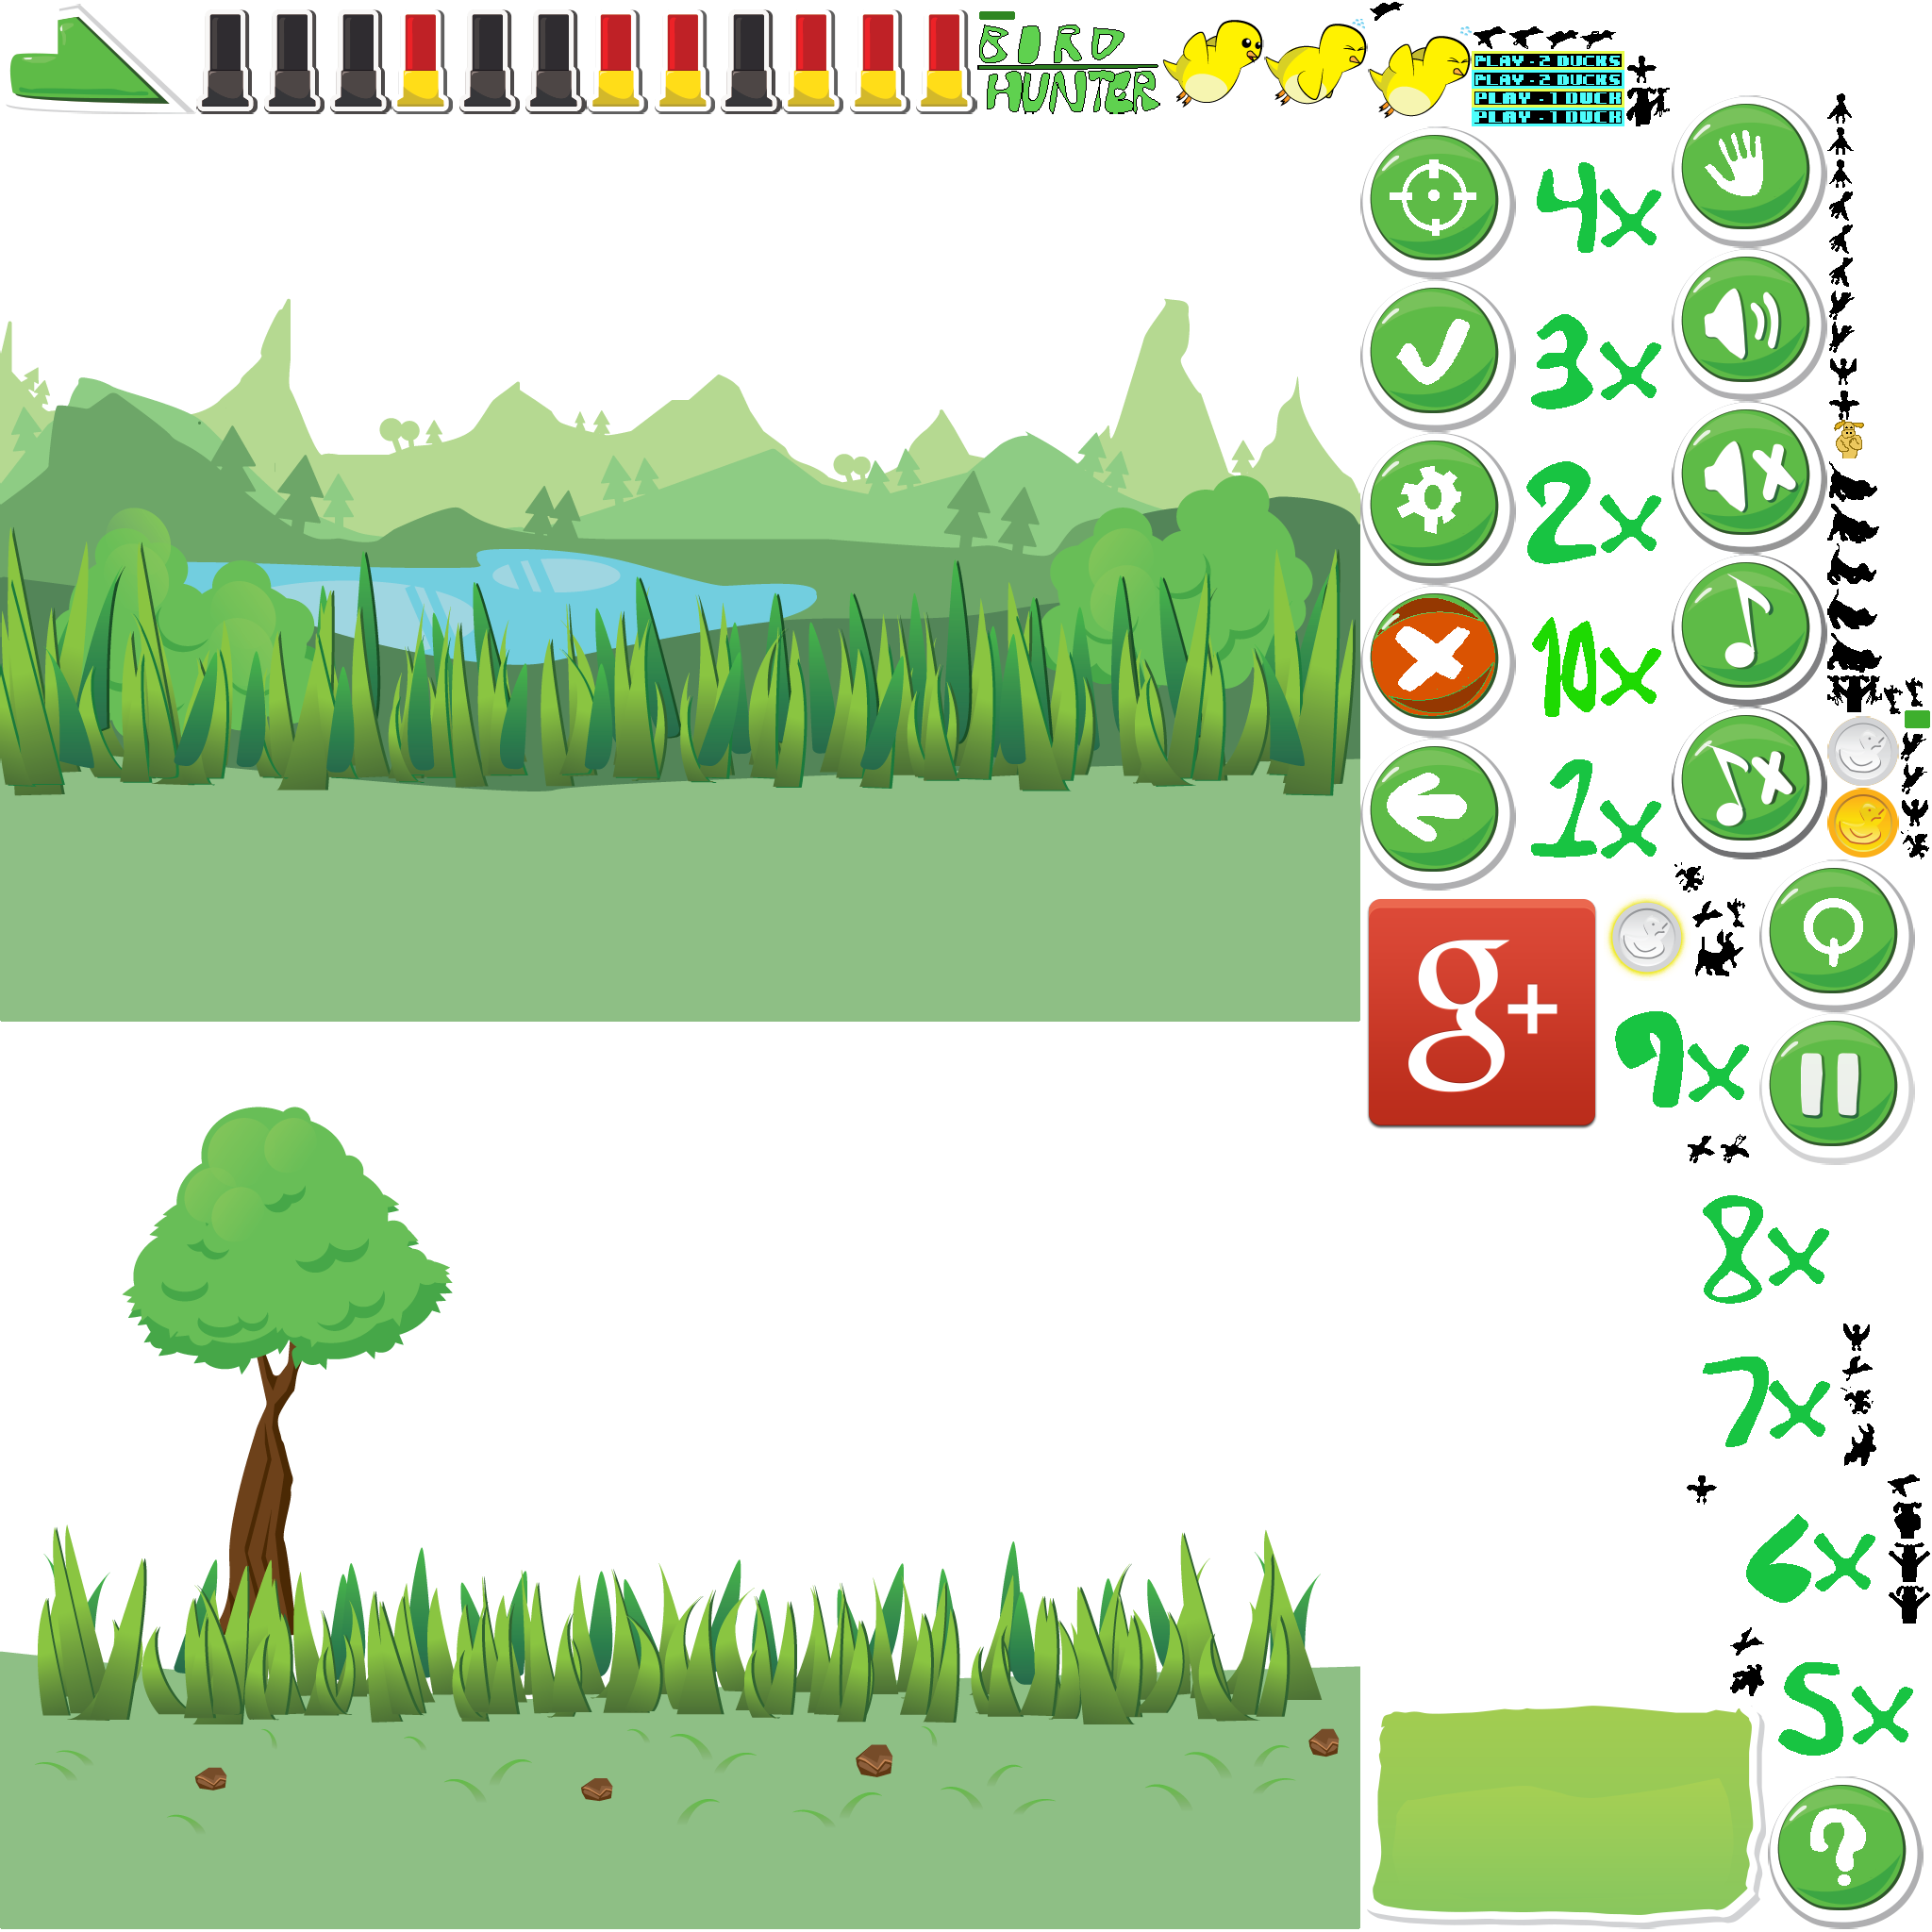 BIRD
HUNTER
PLAY - 2 DUCKS
PLAY - 2 DUCKS
PLAY - 1 DUCK
PLAY - 1 DUCK
4x
3x
2x
10x
1x
g+
9x
8x
7x
6x
5x
?